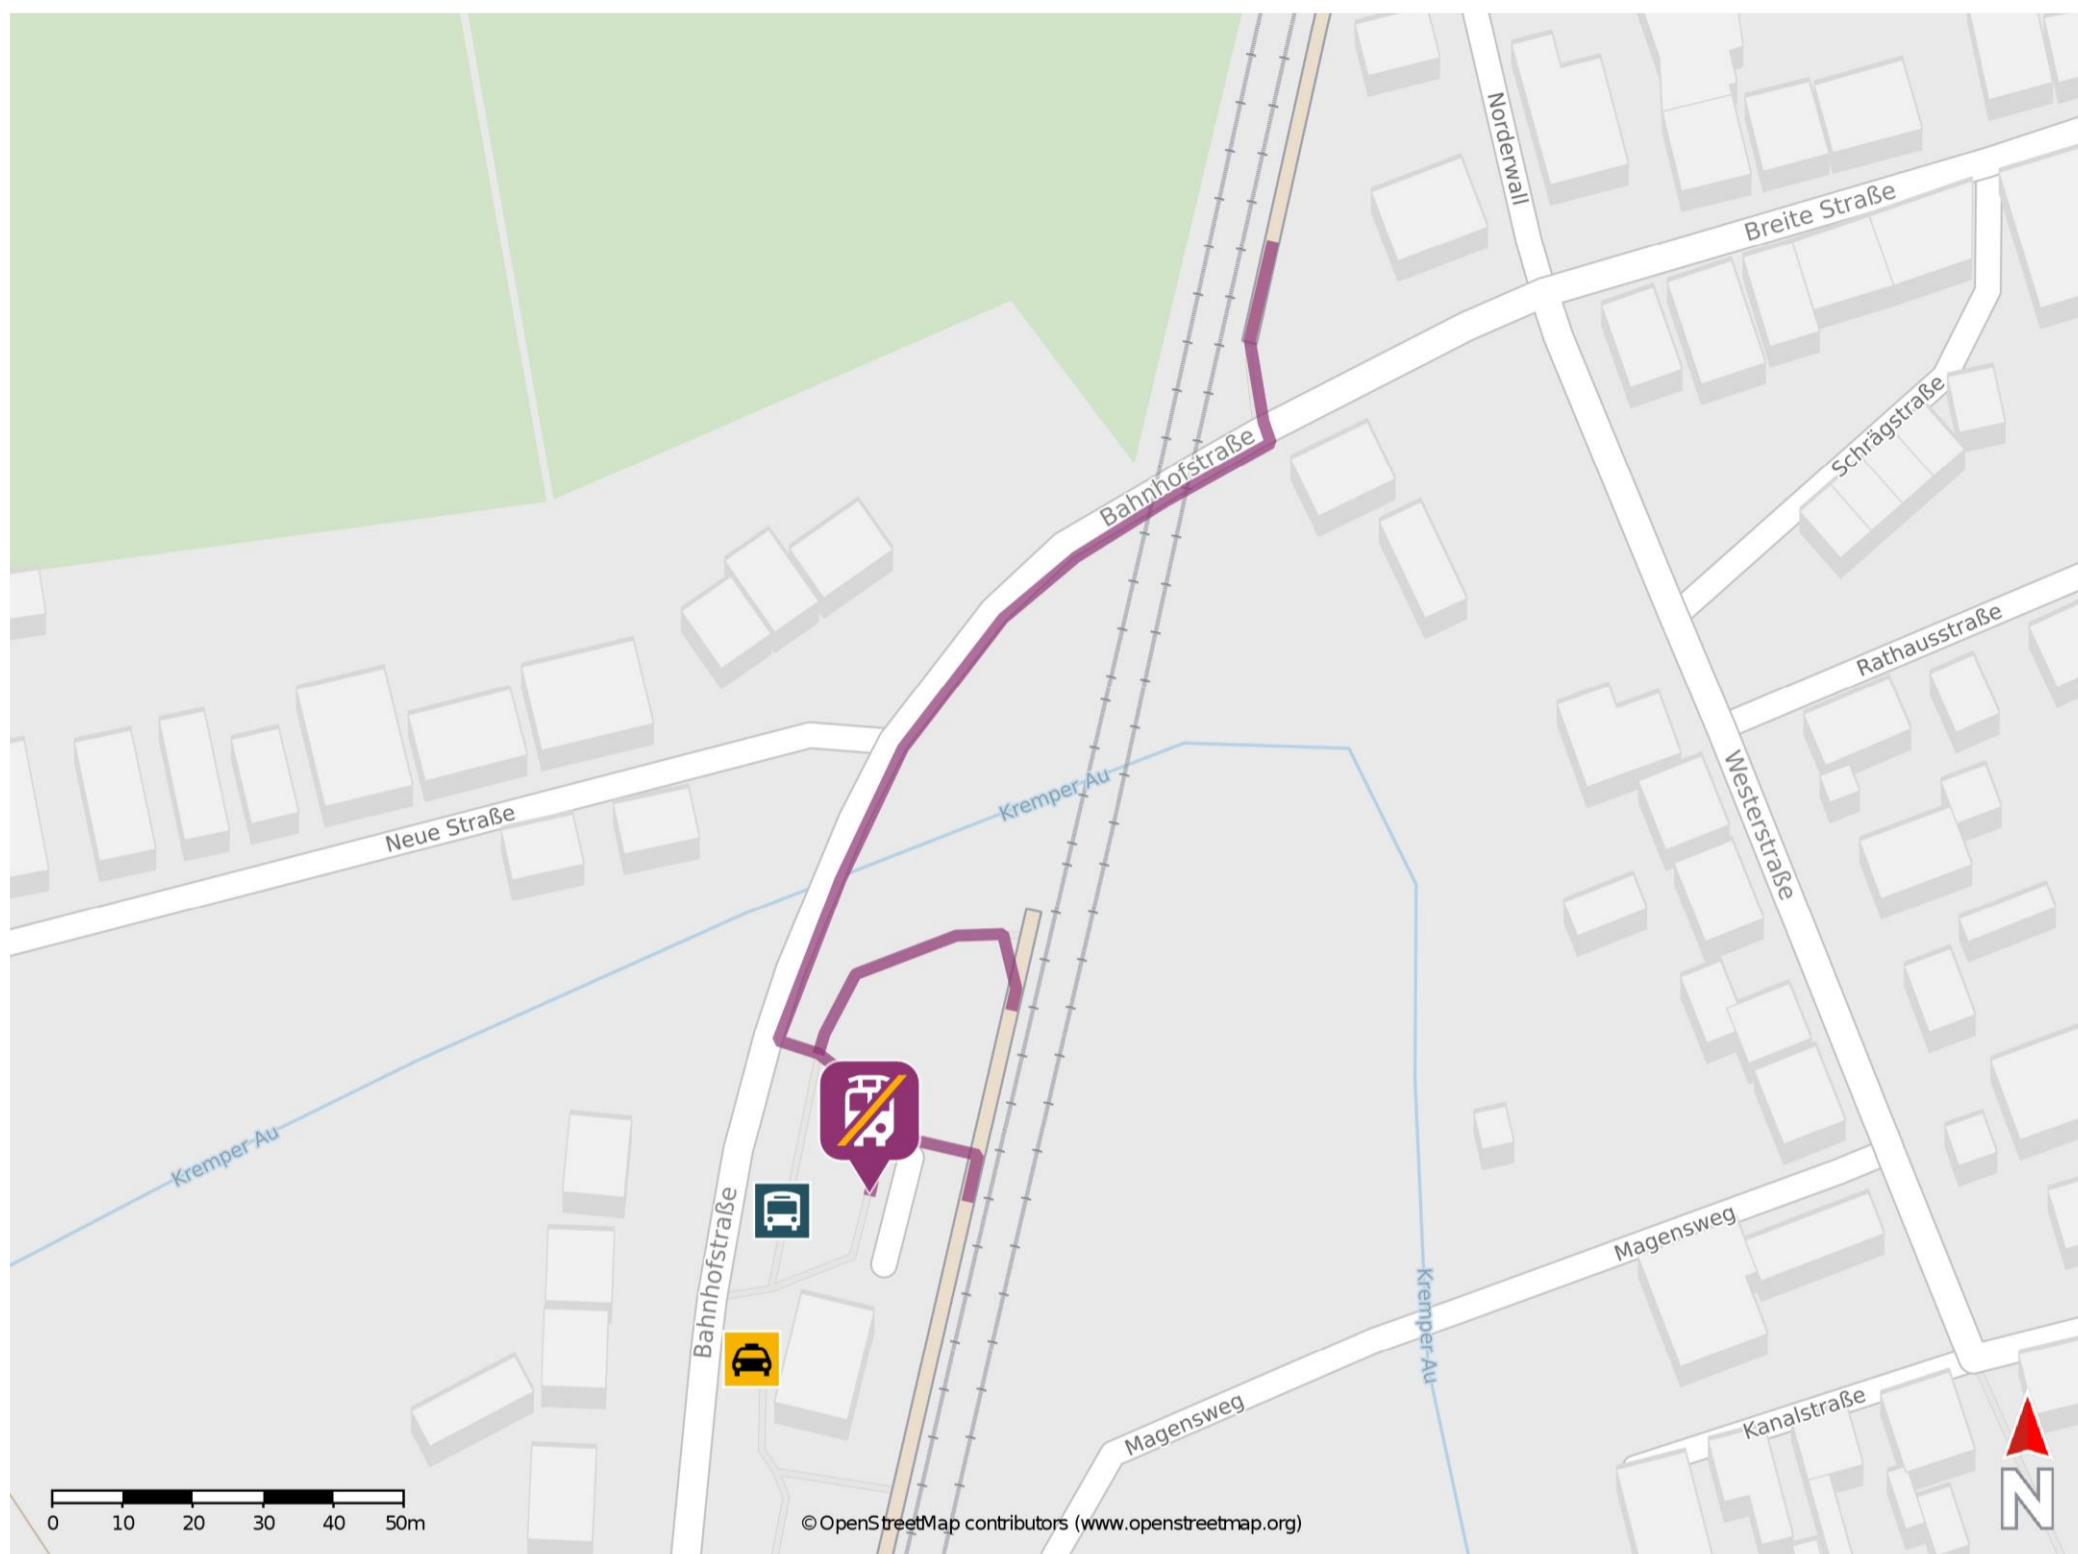 Norderwall
Breite Straße
Schrägstraße
Bahnhofstraße
Rathausstraße
Kremper Au
Neue Straße
Westerstraße
Kremper Au
Bahnhofstraße
Magensweg
Kremper Au
Magensweg
Kanalstraße
N
0 10 20 30 40 50m
© OpenStreetMap contributors (www.openstreetmap.org)